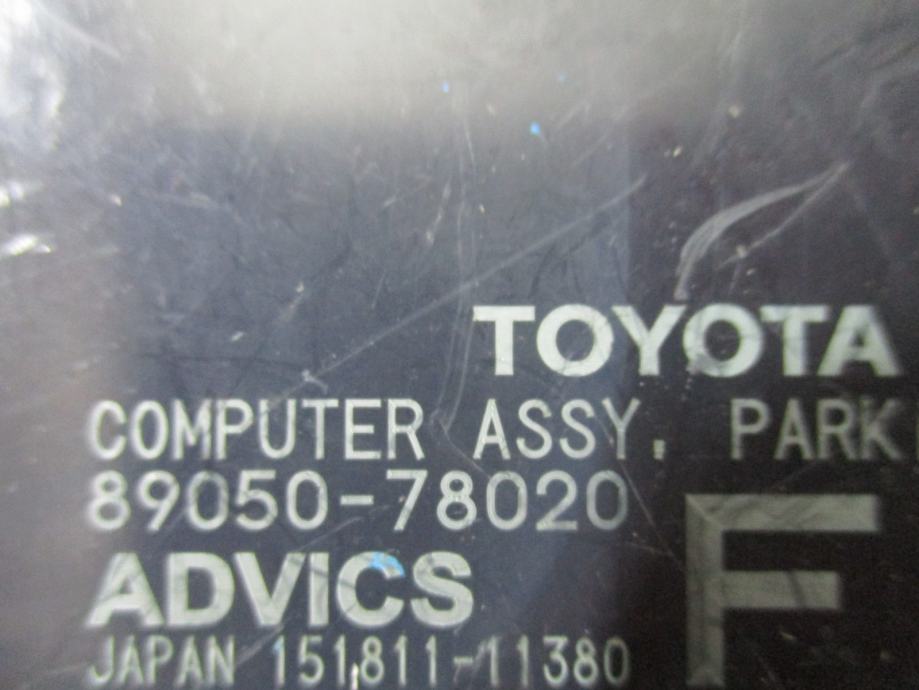 TOYOTA
COMPUTER ASSY, PARK
89050-78020
F
ADVICS
JAPAN 151811-11380